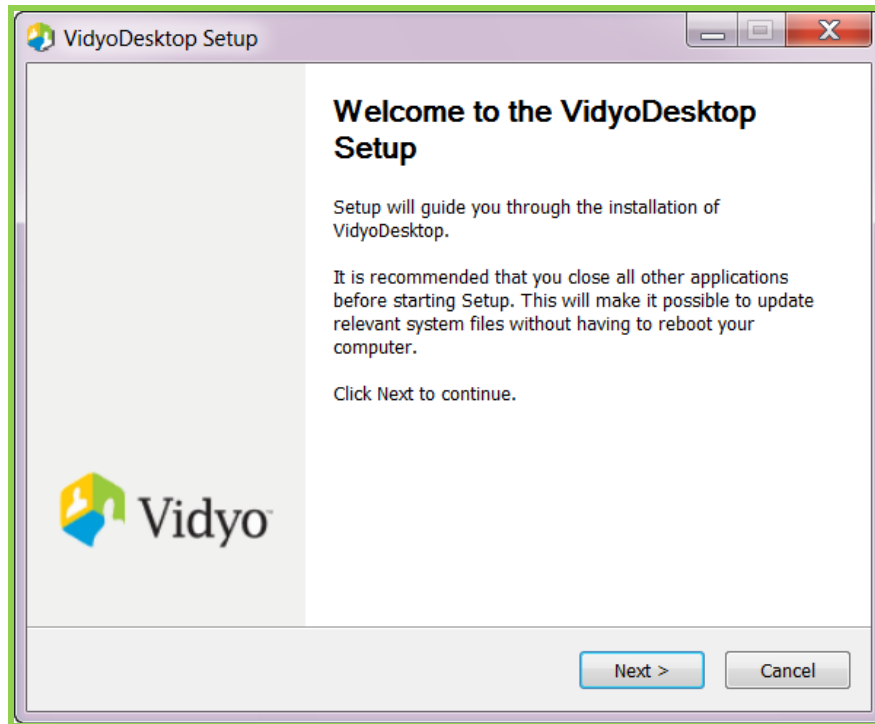 VidyoDesktop Setup
Welcome to the VidyoDesktop
Setup
Setup will guide you through the installation of
VidyoDesktop.
It is recommended that you close all other applications
before starting Setup. This will make it possible to update
relevant system files without having to reboot your
computer.
Click Next to continue.
Vidyo
Next >
Cancel